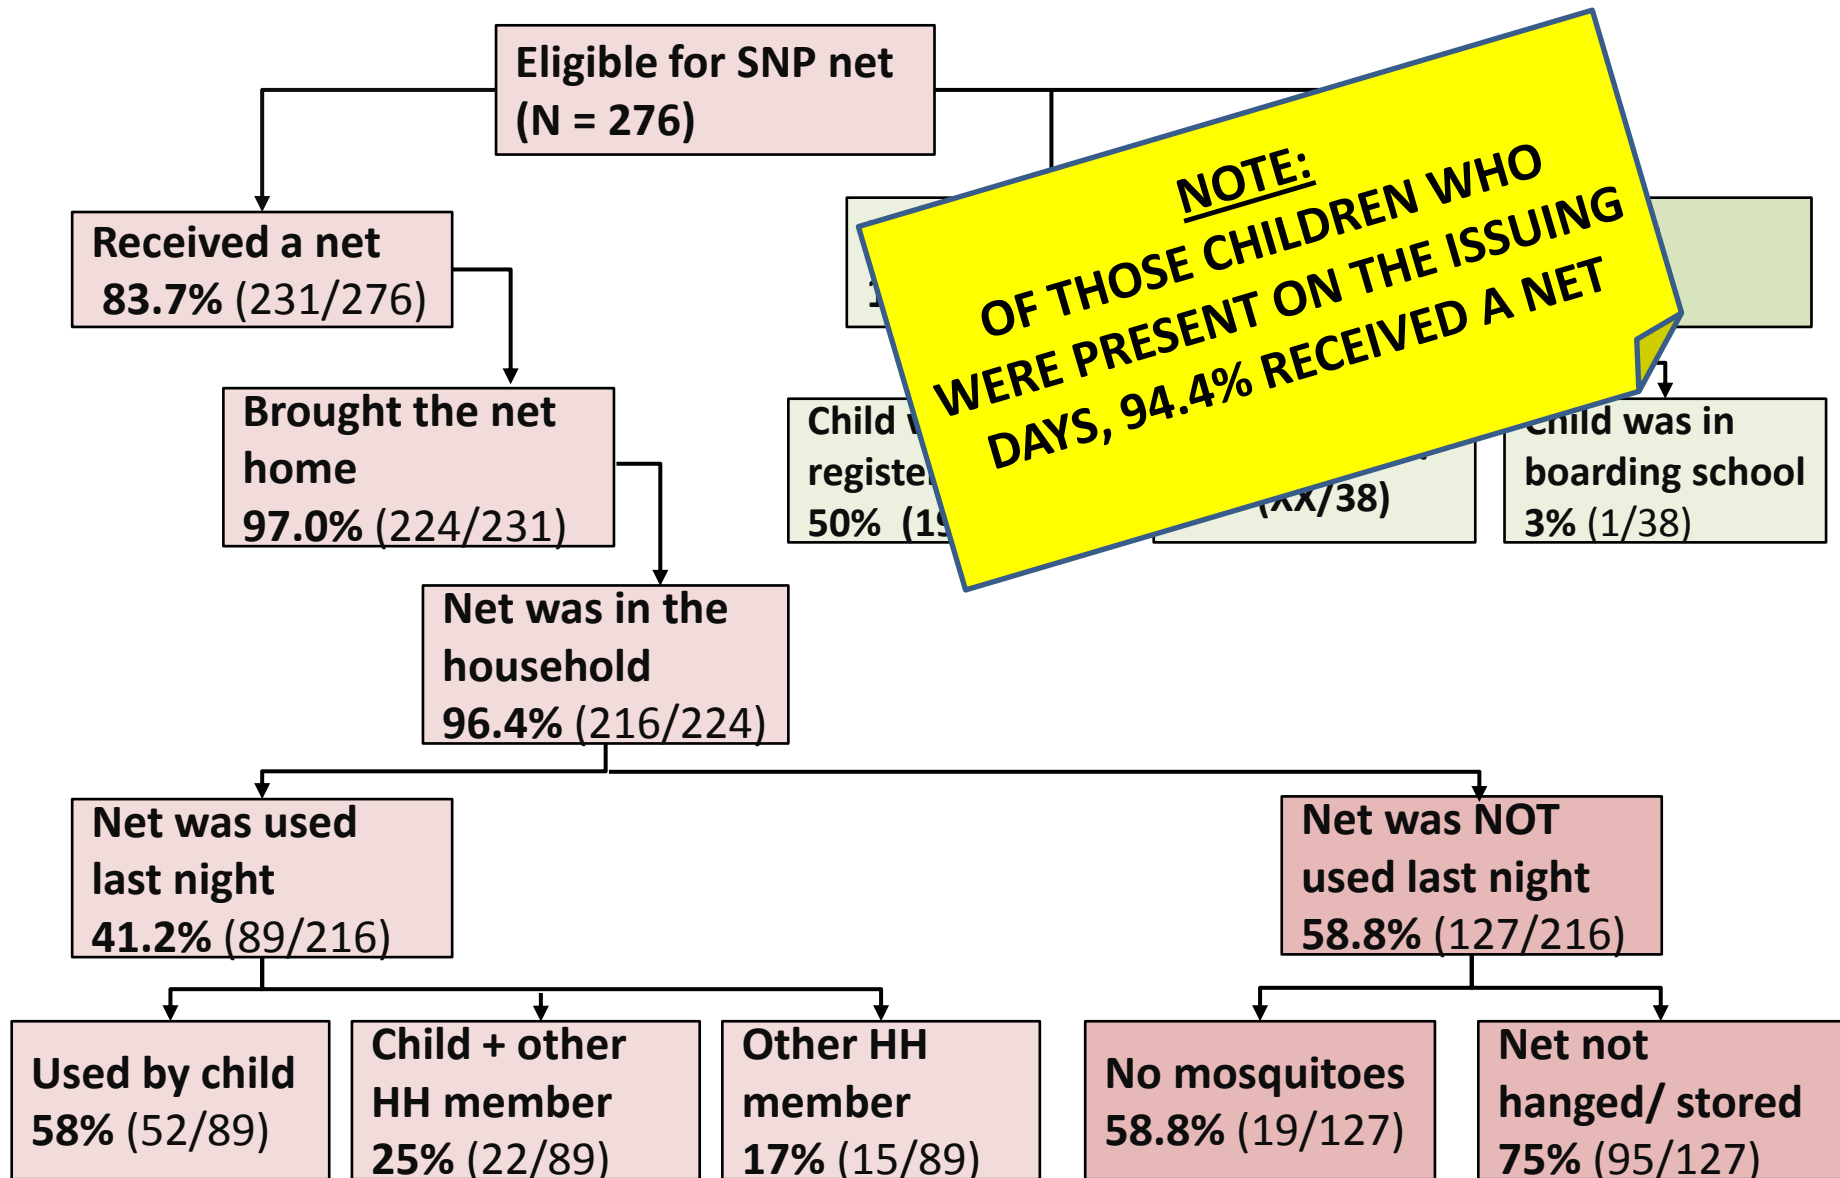 Eligible for SNP net
(N = 276)
NOTE:
OF THOSE CHILDREN WHO
WERE PRESENT ON THE ISSUING
DAYS, 94.4% RECEIVED A NET
Received a net
83.7% (231/276)
Brought the net
home
97.0% (224/231)
Child
50%
(XX/38)
Child was in
boarding school
3% (1/38)
Net was in the
household
96.4% (216/224)
Net was used
last night
41.2% (89/216)
Net was NOT
used last night
58.8% (127/216)
Used by child
58% (52/89)
Child + other
HH member
25% (22/89)
Other HH
member
17% (15/89)
No mosquitoes
58.8% (19/127)
Net not
hanged/ stored
75% (95/127)